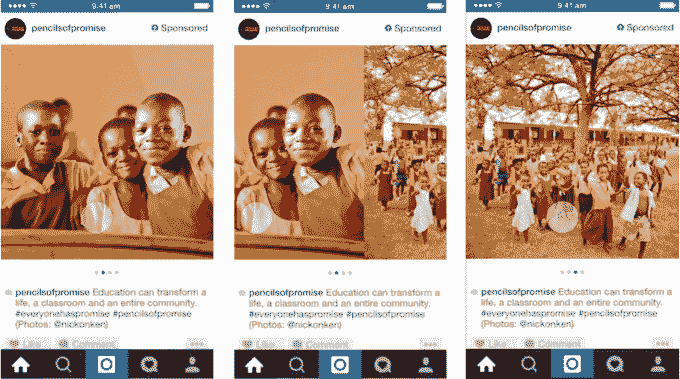 9:41 am
pencilsofpromise Sponsored
pencilsofpromise Education can transform a
life, a classroom and an entire community.
#everyonehaspromise #pencilsofpromise
(Photos: @nickonken)
Like Comment
9:41 am
pencilsofpromise Sponsored
pencilsofpromise Education can transform a
life, a classroom and an entire community.
#everyonehaspromise #pencilsofpromise
(Photos: @nickonken)
Like Comment
9:41 am
pencilsofpromise Sponsored
pencilsofpromise Education can transform a
life, a classroom and an entire community.
#everyonehaspromise #pencilsofpromise
(Photos: @nickonken)
Like Comment